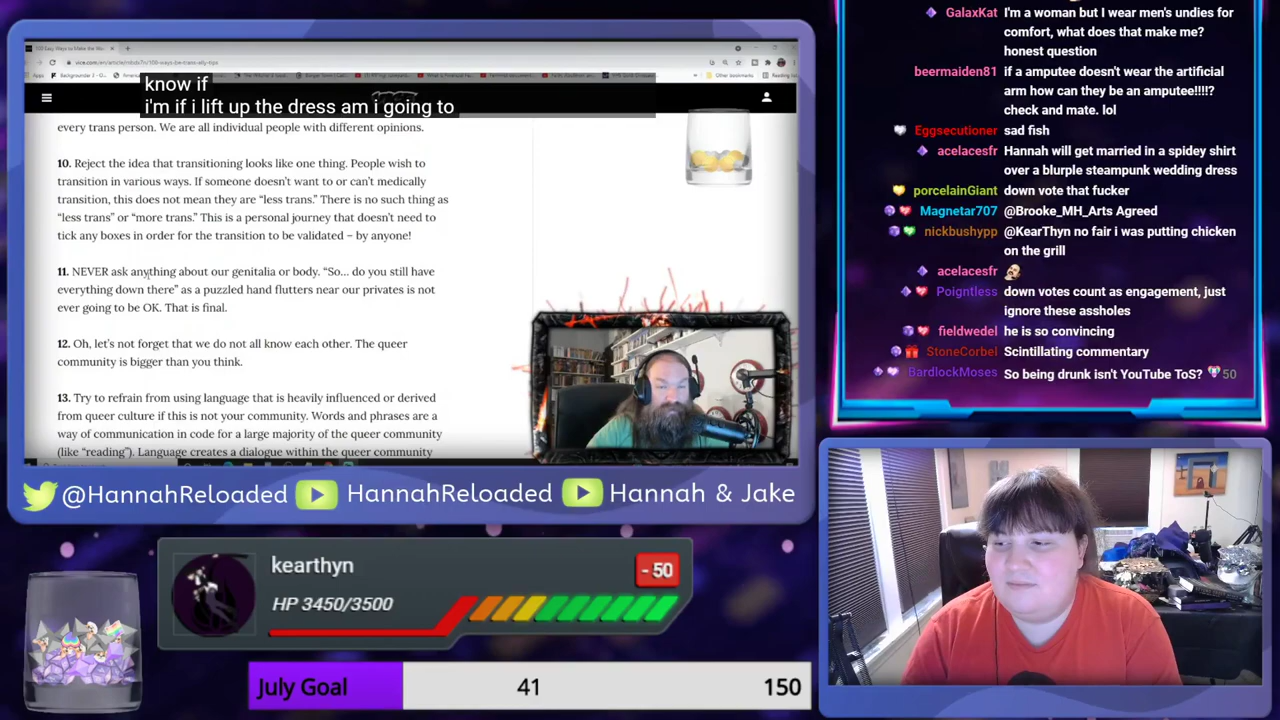 know if
i'm if i lift up the dress am i going to
every trans person. We are all individual people with different opinions.
10. Reject the idea that transitioning looks like one thing. People wish to
transition in various ways. If someone doesn't want to or can't medically
transition, this does not mean they are “less trans.” There is no such thing as
“less trans” or “more trans.” This is a personal journey that doesn't need to
tick any boxes in order for the transition to be validated – by anyone!
11. NEVER ask anything about our genitalia or body. “So... do you still have
everything down there” as a puzzled hand flutters near our privates is not
ever going to be OK. That is final.
12. Oh, let's not forget that we do not all know each other. The queer
community is bigger than you think.
13. Try to refrain from using language that is heavily influenced or derived
from queer culture if this is not your community. Words and phrases are a
way of communication in code for a large majority of the queer community
(like “reading”). Language creates a dialogue within the queer community
@HannahReloaded HannahReloaded Hannah & Jake
kearthyn
- 50
HP 3450/3500
July Goal 41 150
GalaxKat I'm a woman but I wear men's undies for
comfort, what does that make me?
honest question
beermaiden81 if a amputee doesn't wear the artificial
arm how can they be an amputee!!!!?
check and mate. lol
Eggsecutioner sad fish
acelacesfr Hannah will get married in a spidey shirt
over a blurple steampunk wedding dress
porcelainGiant down vote that fucker
Magnetar707 @Brooke_MH_Arts Agreed
nickbushypp @KearThyn no fair i was putting chicken
on the grill
acelacesfr
Poigntless down votes count as engagement, just
ignore these assholes
fieldwedel he is so convincing
StoneCorbel Scintillating commentary
BardlockMoses So being drunk isn't YouTube ToS? 50